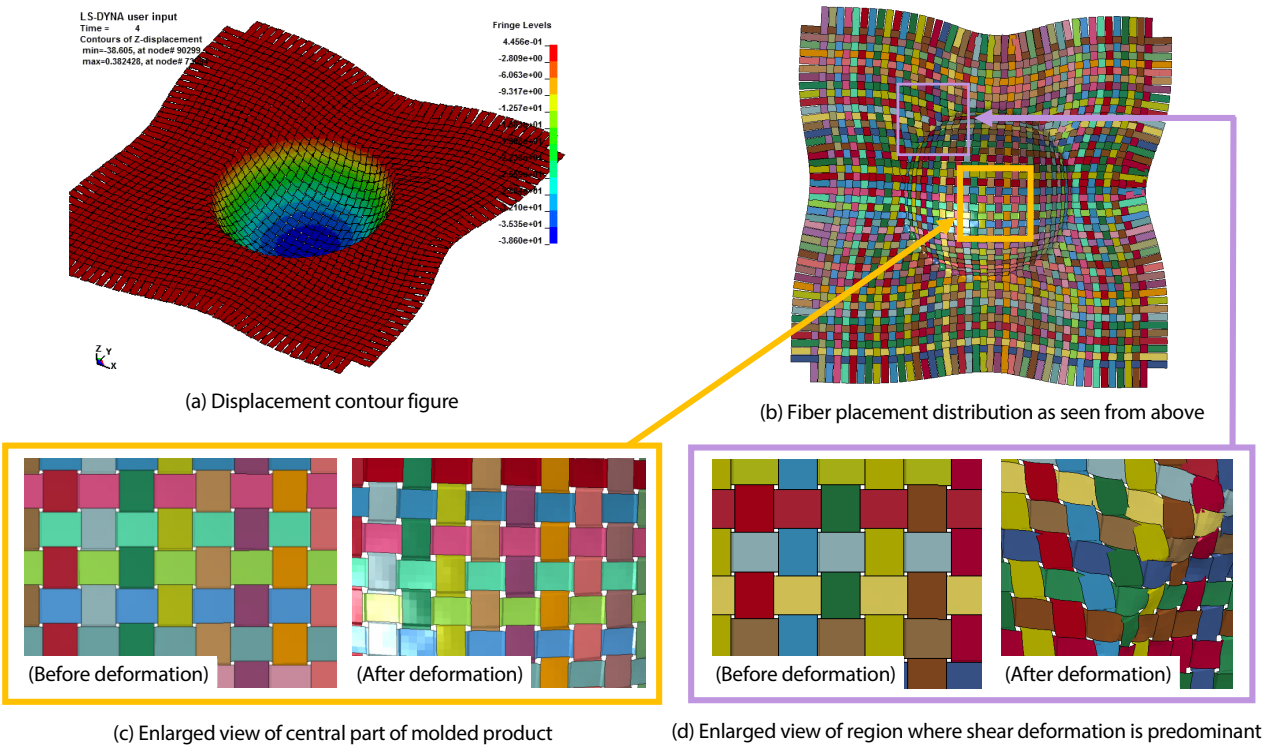 LS-DYNA user input
Time = 4
Contours of Z-displacement
min=-38.605, at node# 90299
max=0.382428, at node#
Fringe Levels
4.456e-01
-2.809e+00
-6.063e+00
-9.317e+00
-1.257e+01
-3.535e+01
-3.860e+01
Z
Y
X
(a) Displacement contour figure
(b) Fiber placement distribution as seen from above
(Before deformation)
(After deformation)
(Before deformation)
(After deformation)
(c) Enlarged view of central part of molded product
(d) Enlarged view of region where shear deformation is predominant